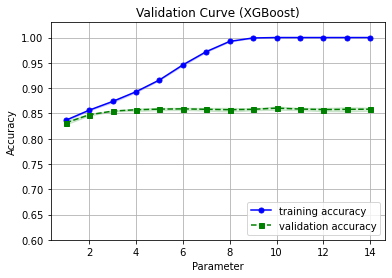 Validation Curve (XGBoost)
1.00
0.95
0.90
0.85
0.80
0.75
0.70
0.65
0.60
Accuracy
2 4 6 8 10 12 14
Parameter
training accuracy
validation accuracy